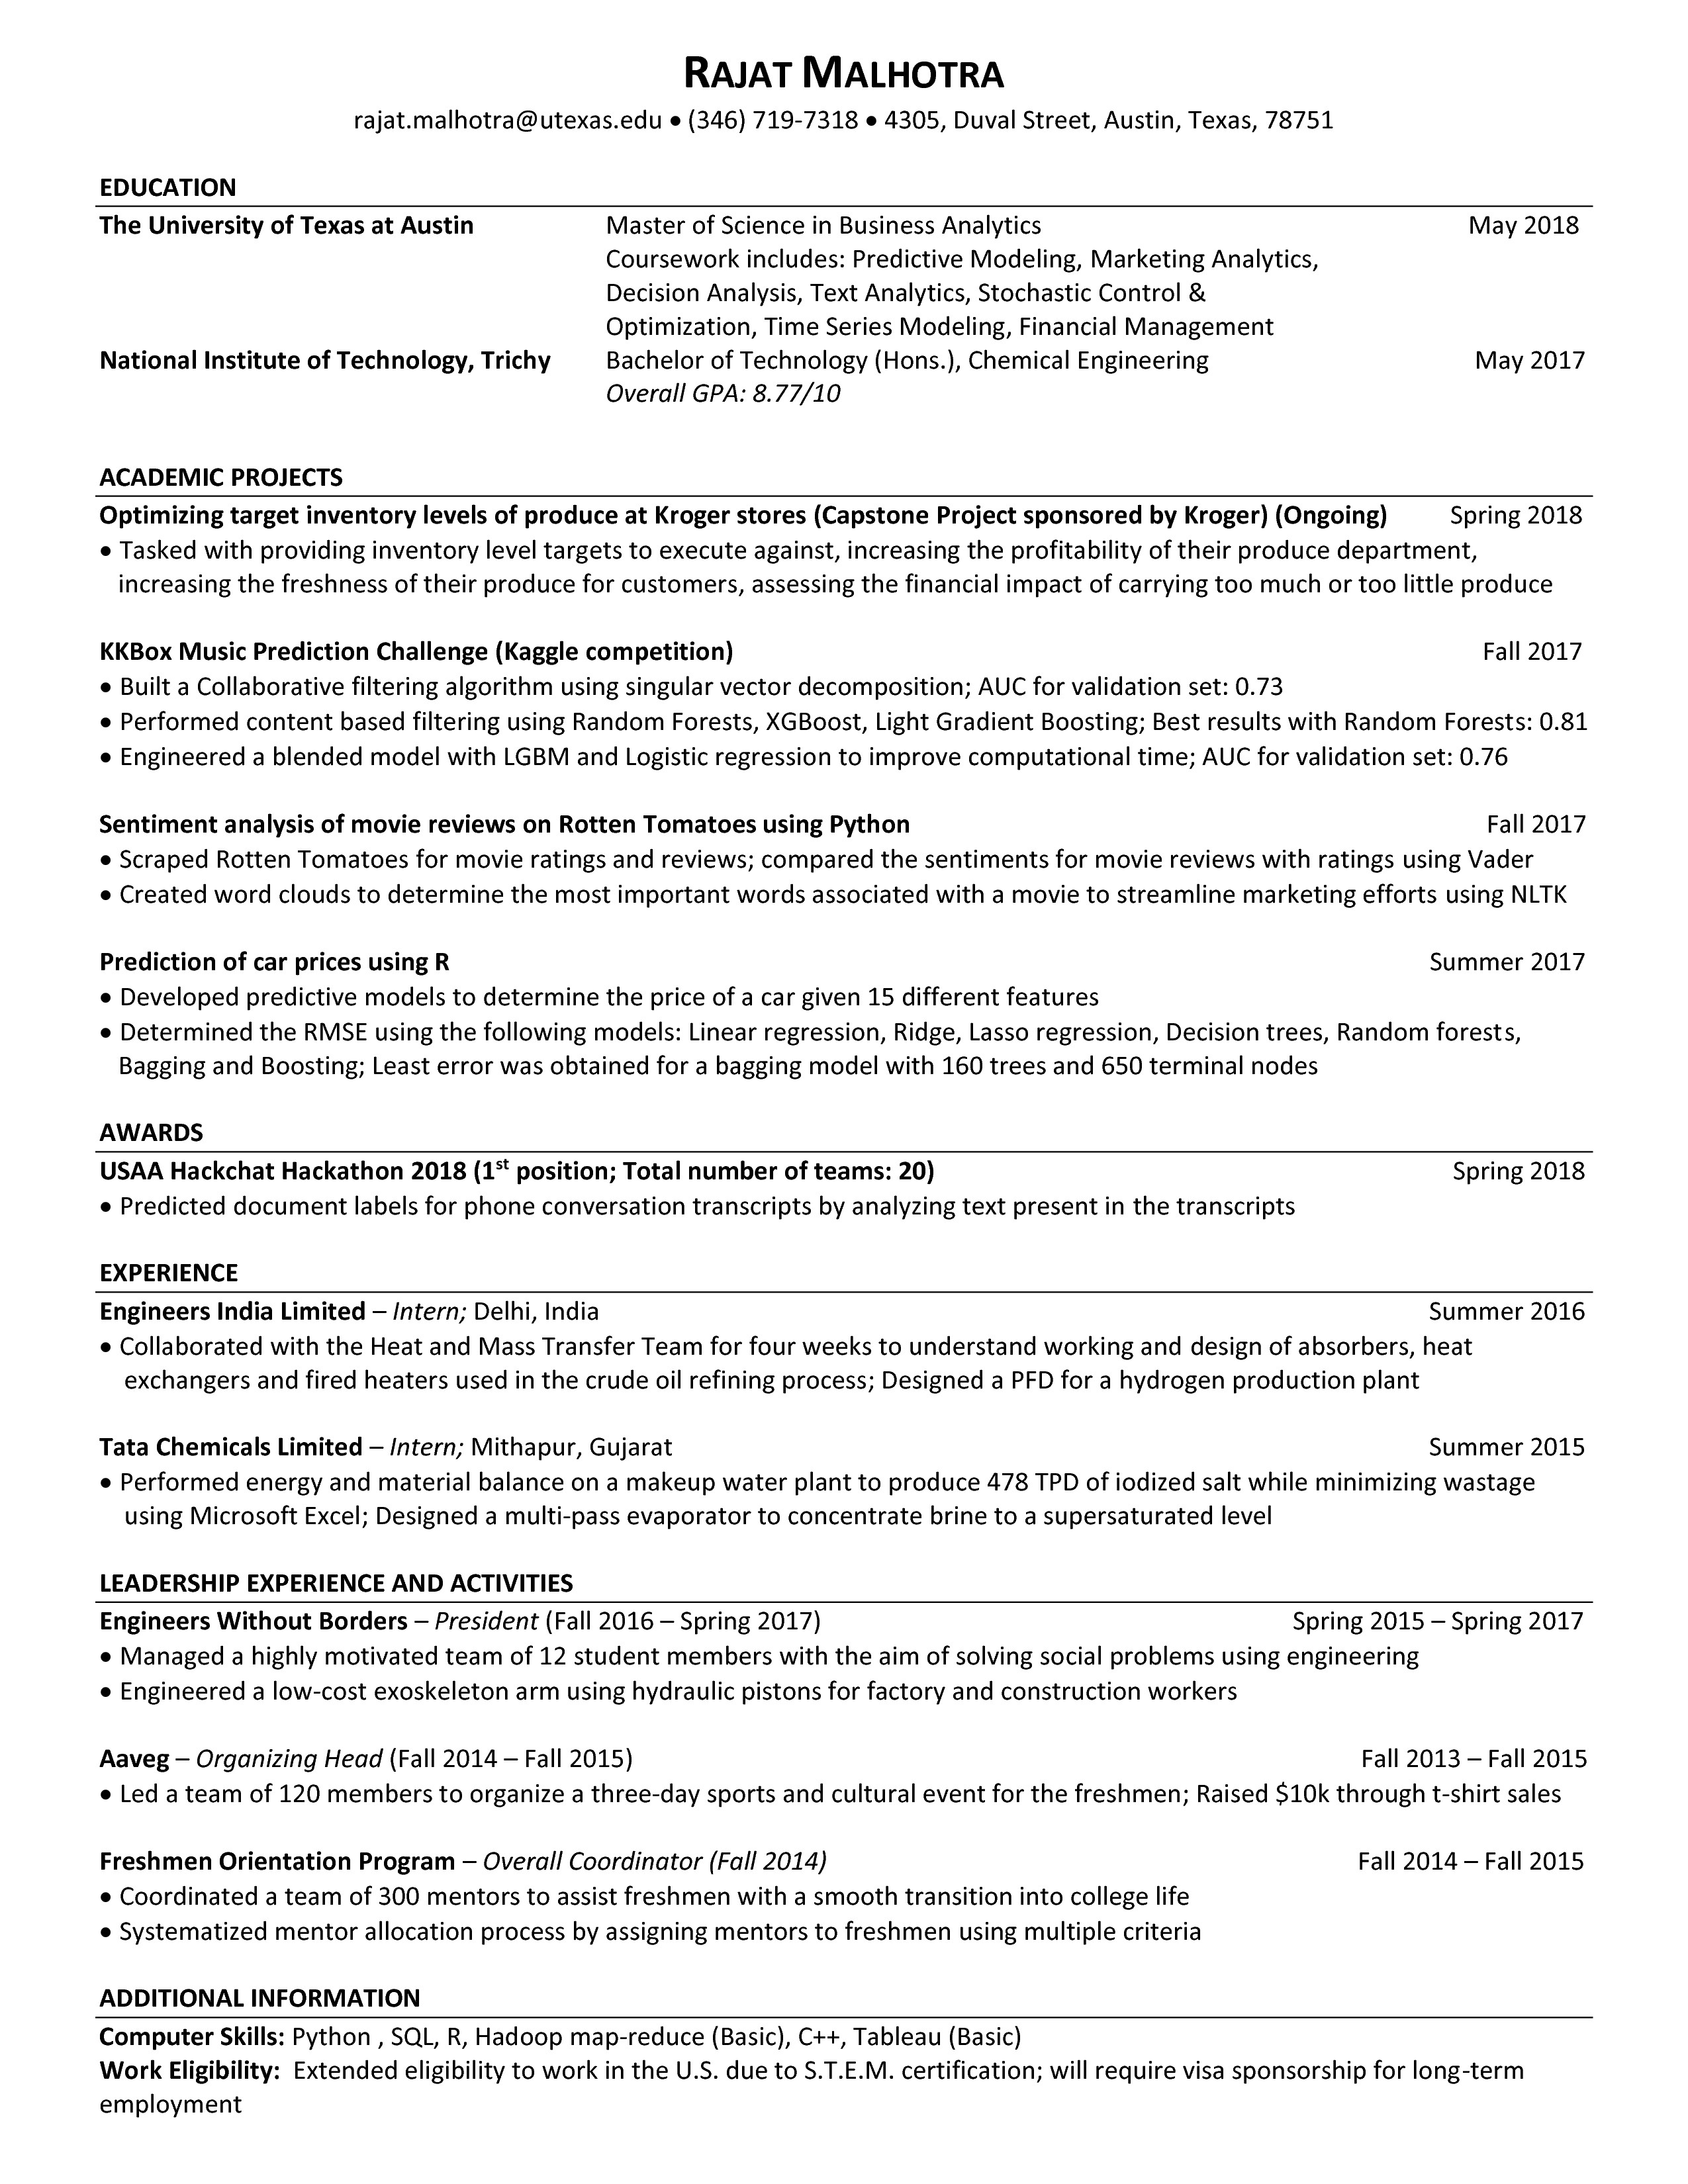 RAJAT MALHOTRA
rajat.malhotra@utexas.edu • (346) 719-7318 • 4305, Duval Street, Austin, Texas, 78751
EDUCATION
The University of Texas at Austin Master of Science in Business Analytics May 2018
Coursework includes: Predictive Modeling, Marketing Analytics,
Decision Analysis, Text Analytics, Stochastic Control &
Optimization, Time Series Modeling, Financial Management
National Institute of Technology, Trichy Bachelor of Technology (Hons.), Chemical Engineering May 2017
Overall GPA: 8.77/10
ACADEMIC PROJECTS
Optimizing target inventory levels of produce at Kroger stores (Capstone Project sponsored by Kroger) (Ongoing) Spring 2018
• Tasked with providing inventory level targets to execute against, increasing the profitability of their produce department,
increasing the freshness of their produce for customers, assessing the financial impact of carrying too much or too little produce
KKBox Music Prediction Challenge (Kaggle competition) Fall 2017
• Built a Collaborative filtering algorithm using singular vector decomposition; AUC for validation set: 0.73
• Performed content based filtering using Random Forests, XGBoost, Light Gradient Boosting; Best results with Random Forests: 0.81
• Engineered a blended model with LGBM and Logistic regression to improve computational time; AUC for validation set: 0.76
Sentiment analysis of movie reviews on Rotten Tomatoes using Python Fall 2017
• Scraped Rotten Tomatoes for movie ratings and reviews; compared the sentiments for movie reviews with ratings using Vader
• Created word clouds to determine the most important words associated with a movie to streamline marketing efforts using NLTK
Prediction of car prices using R Summer 2017
• Developed predictive models to determine the price of a car given 15 different features
• Determined the RMSE using the following models: Linear regression, Ridge, Lasso regression, Decision trees, Random forests,
Bagging and Boosting; Least error was obtained for a bagging model with 160 trees and 650 terminal nodes
AWARDS
USAA Hackchat Hackathon 2018 (1st position; Total number of teams: 20) Spring 2018
• Predicted document labels for phone conversation transcripts by analyzing text present in the transcripts
EXPERIENCE
Engineers India Limited – Intern; Delhi, India Summer 2016
• Collaborated with the Heat and Mass Transfer Team for four weeks to understand working and design of absorbers, heat
exchangers and fired heaters used in the crude oil refining process; Designed a PFD for a hydrogen production plant
Tata Chemicals Limited – Intern; Mithapur, Gujarat Summer 2015
• Performed energy and material balance on a makeup water plant to produce 478 TPD of iodized salt while minimizing wastage
using Microsoft Excel; Designed a multi-pass evaporator to concentrate brine to a supersaturated level
LEADERSHIP EXPERIENCE AND ACTIVITIES
Engineers Without Borders – President (Fall 2016 – Spring 2017) Spring 2015 – Spring 2017
• Managed a highly motivated team of 12 student members with the aim of solving social problems using engineering
• Engineered a low-cost exoskeleton arm using hydraulic pistons for factory and construction workers
Aaveg – Organizing Head (Fall 2014 – Fall 2015) Fall 2013 – Fall 2015
• Led a team of 120 members to organize a three-day sports and cultural event for the freshmen; Raised $10k through t-shirt sales
Freshmen Orientation Program – Overall Coordinator (Fall 2014) Fall 2014 – Fall 2015
• Coordinated a team of 300 mentors to assist freshmen with a smooth transition into college life
• Systematized mentor allocation process by assigning mentors to freshmen using multiple criteria
ADDITIONAL INFORMATION
Computer Skills: Python , SQL, R, Hadoop map-reduce (Basic), C++, Tableau (Basic)
Work Eligibility:  Extended eligibility to work in the U.S. due to S.T.E.M. certification; will require visa sponsorship for long-term
employment